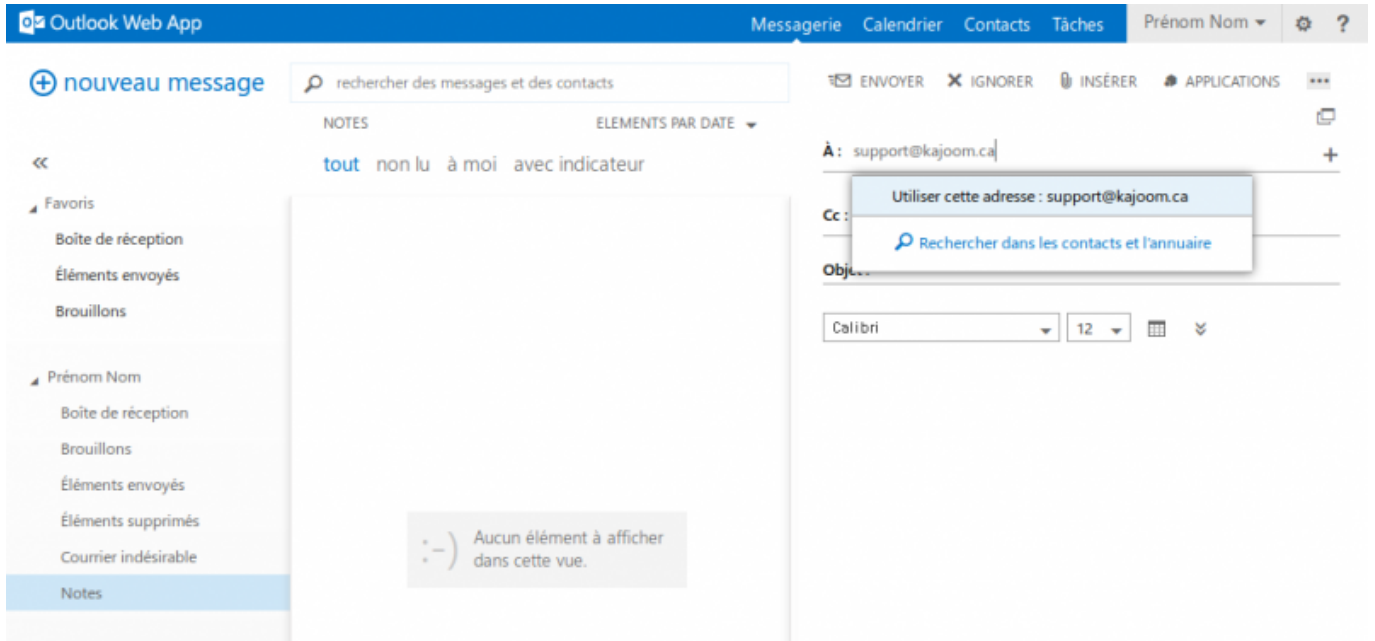 Outlook Web App
Messagerie Calendrier Contacts Tâches Prénom Nom ?
nouveau message
rechercher des messages et des contacts
ENVOYER IGNORER INSÉRER APPLICATIONS ...
NOTES ELEMENTS PAR DATE
tout non lu à moi avec indicateur
À : support@kajoom.ca +
Utiliser cette adresse : support@kajoom.ca
Cc :
Rechercher dans les contacts et l'annuaire
Calibri 12
Favoris
Boîte de réception
Éléments envoyés
Brouillons
Prénom Nom
Boîte de réception
Brouillons
Éléments envoyés
Éléments supprimés
Courrier indésirable
Notes
:-) Aucun élément à afficher
dans cette vue.